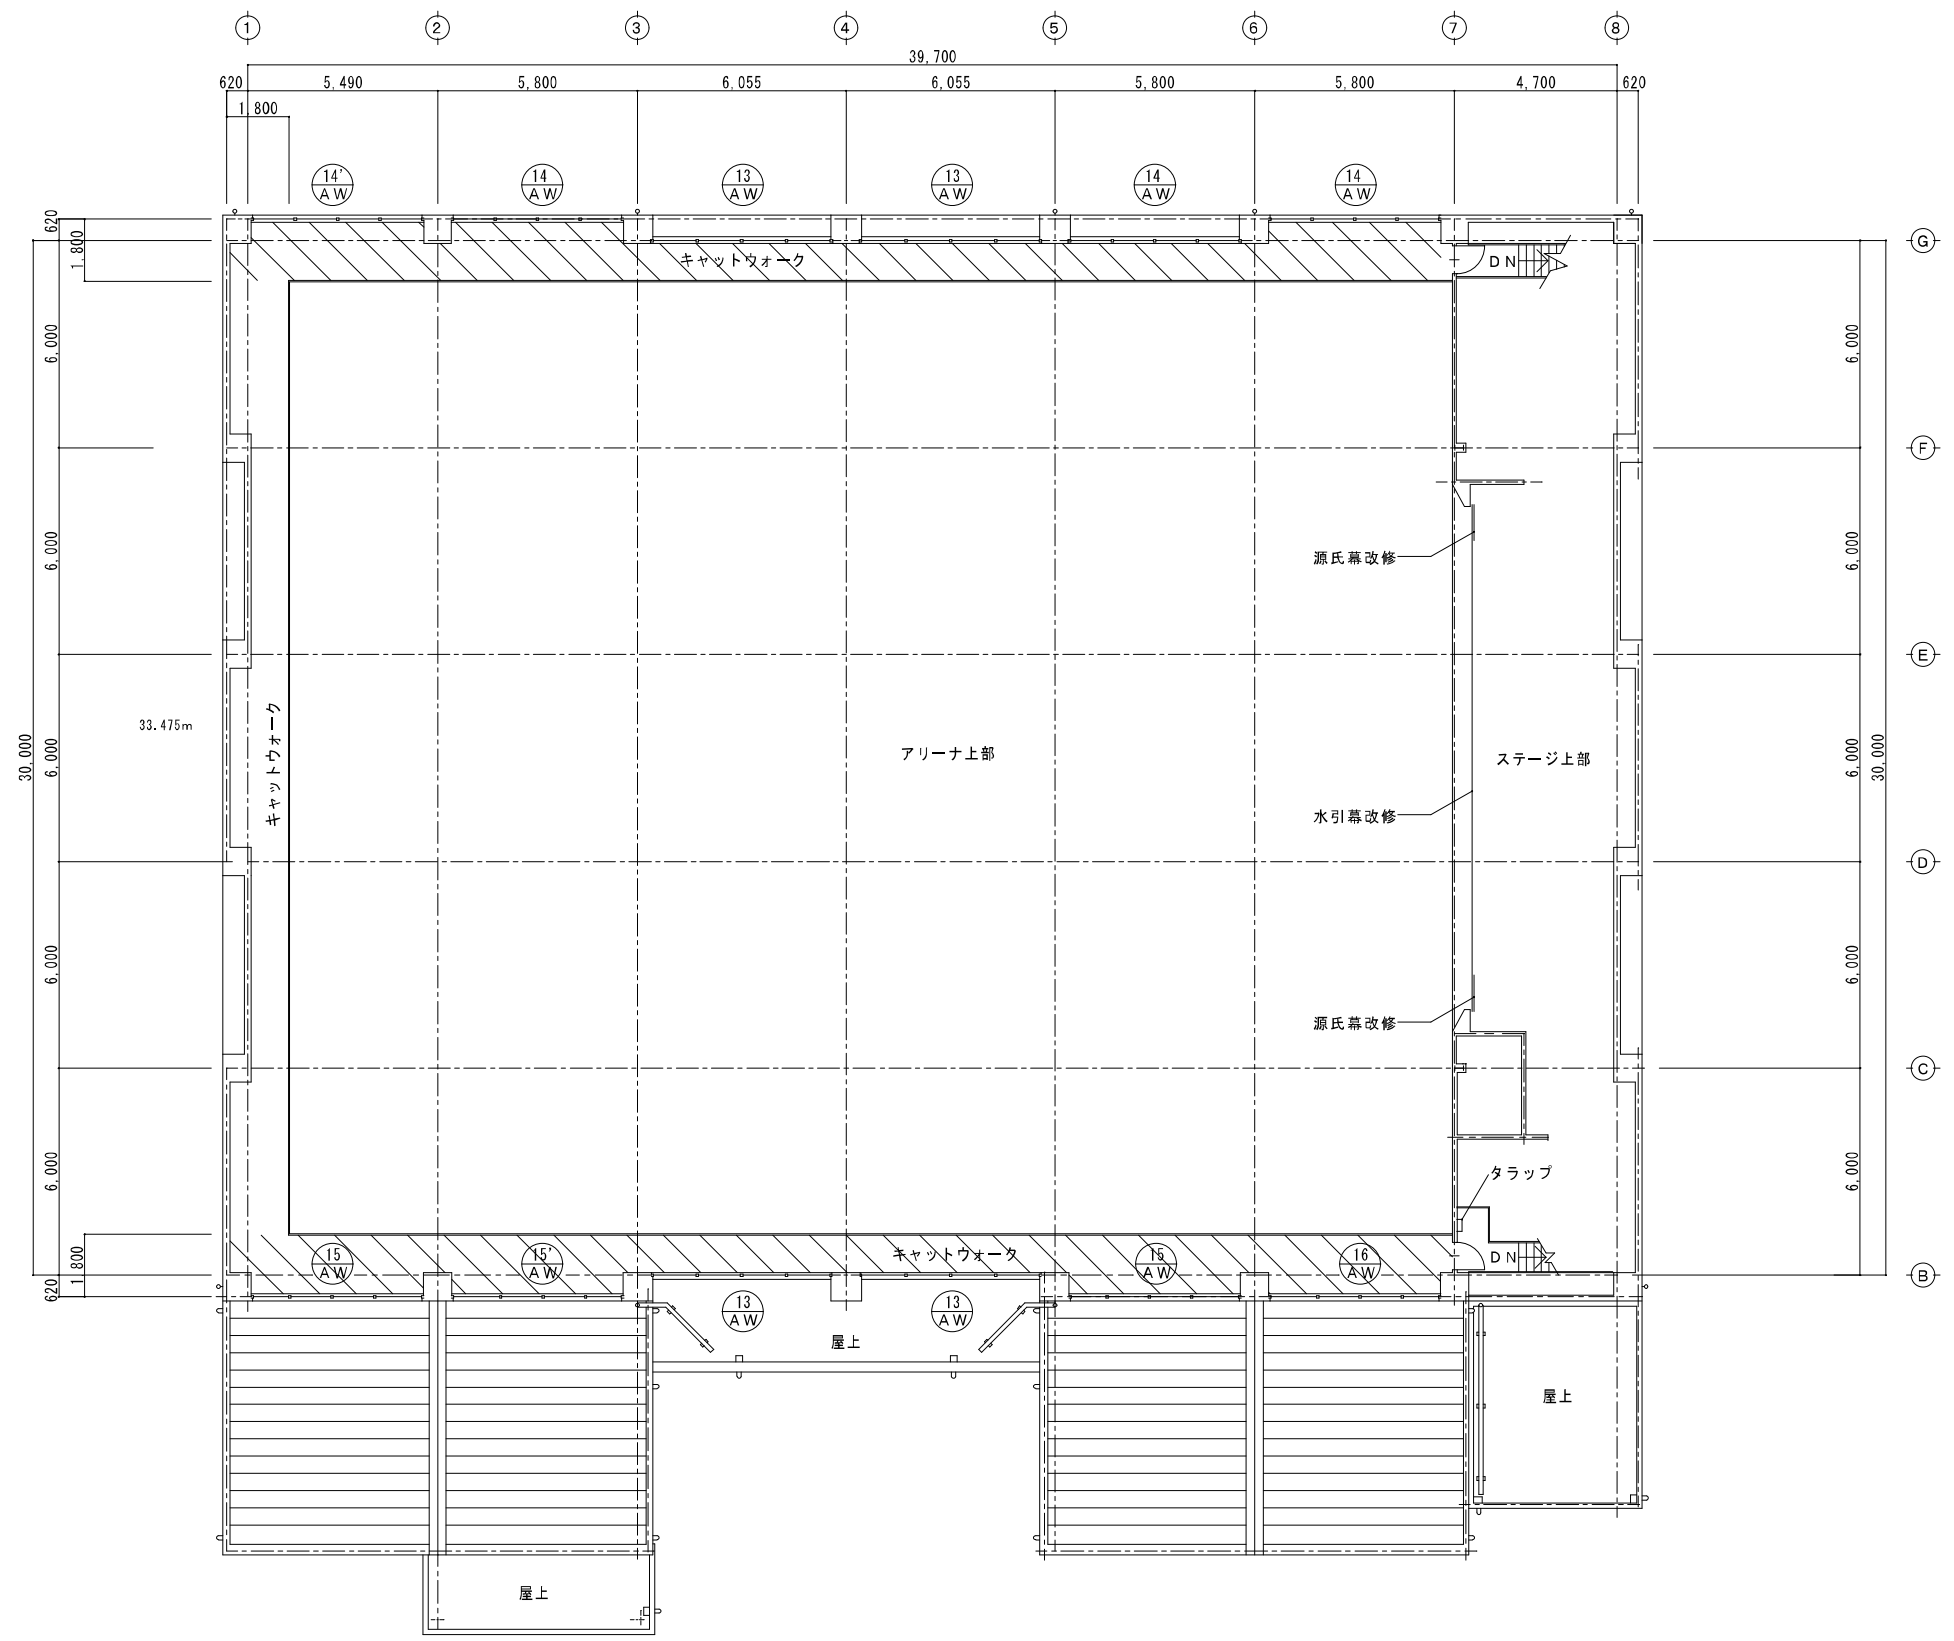 1 2 3 4 5 6 7 8
39,700
620 5,490 5,800 6,055 6,055 5,800 5,800 4,700 620
1,800
14' AW
14 AW
13 AW
13 AW
14 AW
14 AW
620
1,800
キャットウォーク
DN
G
6,000
6,000
F
源氏幕改修
6,000
6,000
E
33.475m
キャットウォーク
アリーナ上部
ステージ上部
30,000
6,000
6,000
30,000
水引幕改修
D
6,000
6,000
源氏幕改修
C
6,000
6,000
タラップ
1,800
620
15 AW
15' AW
キャットウォーク
15 AW
16 AW
DN
B
13 AW
13 AW
屋上
屋上
屋上